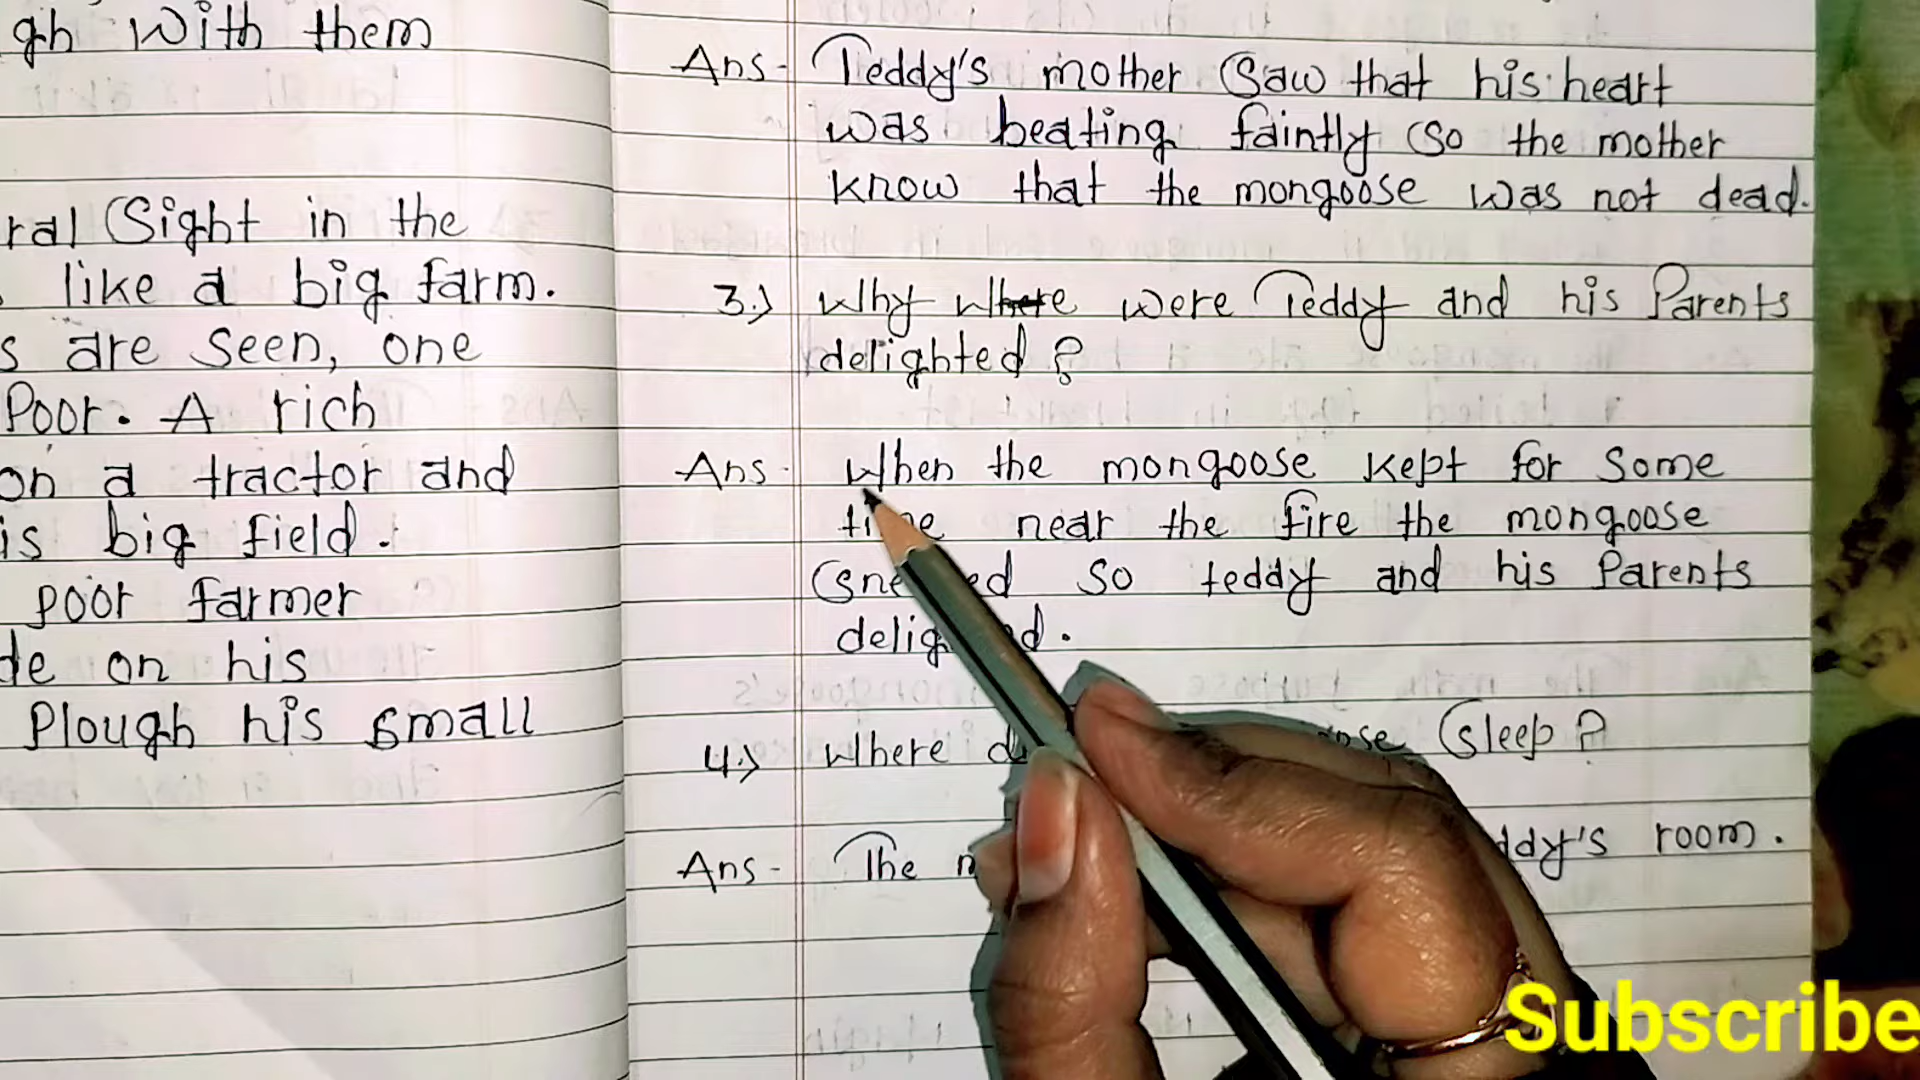 gh with them
ral Sight in the
like a big farm.
s are seen, one
Poor. A rich
on a tractor and
is big field.
poor farmer
de on his
Plough his small
Ans- Teddy's mother Saw that his heart
was beating faintly So the mother
know that the mongoose was not dead.
3.) Why where were Teddy and his Parents
delighted?
Ans- When the mongoose kept for Some
near the fire the mongoose
So teddy and his Parents
4.) Where Sleep?
Ans- The room.
Subscribe